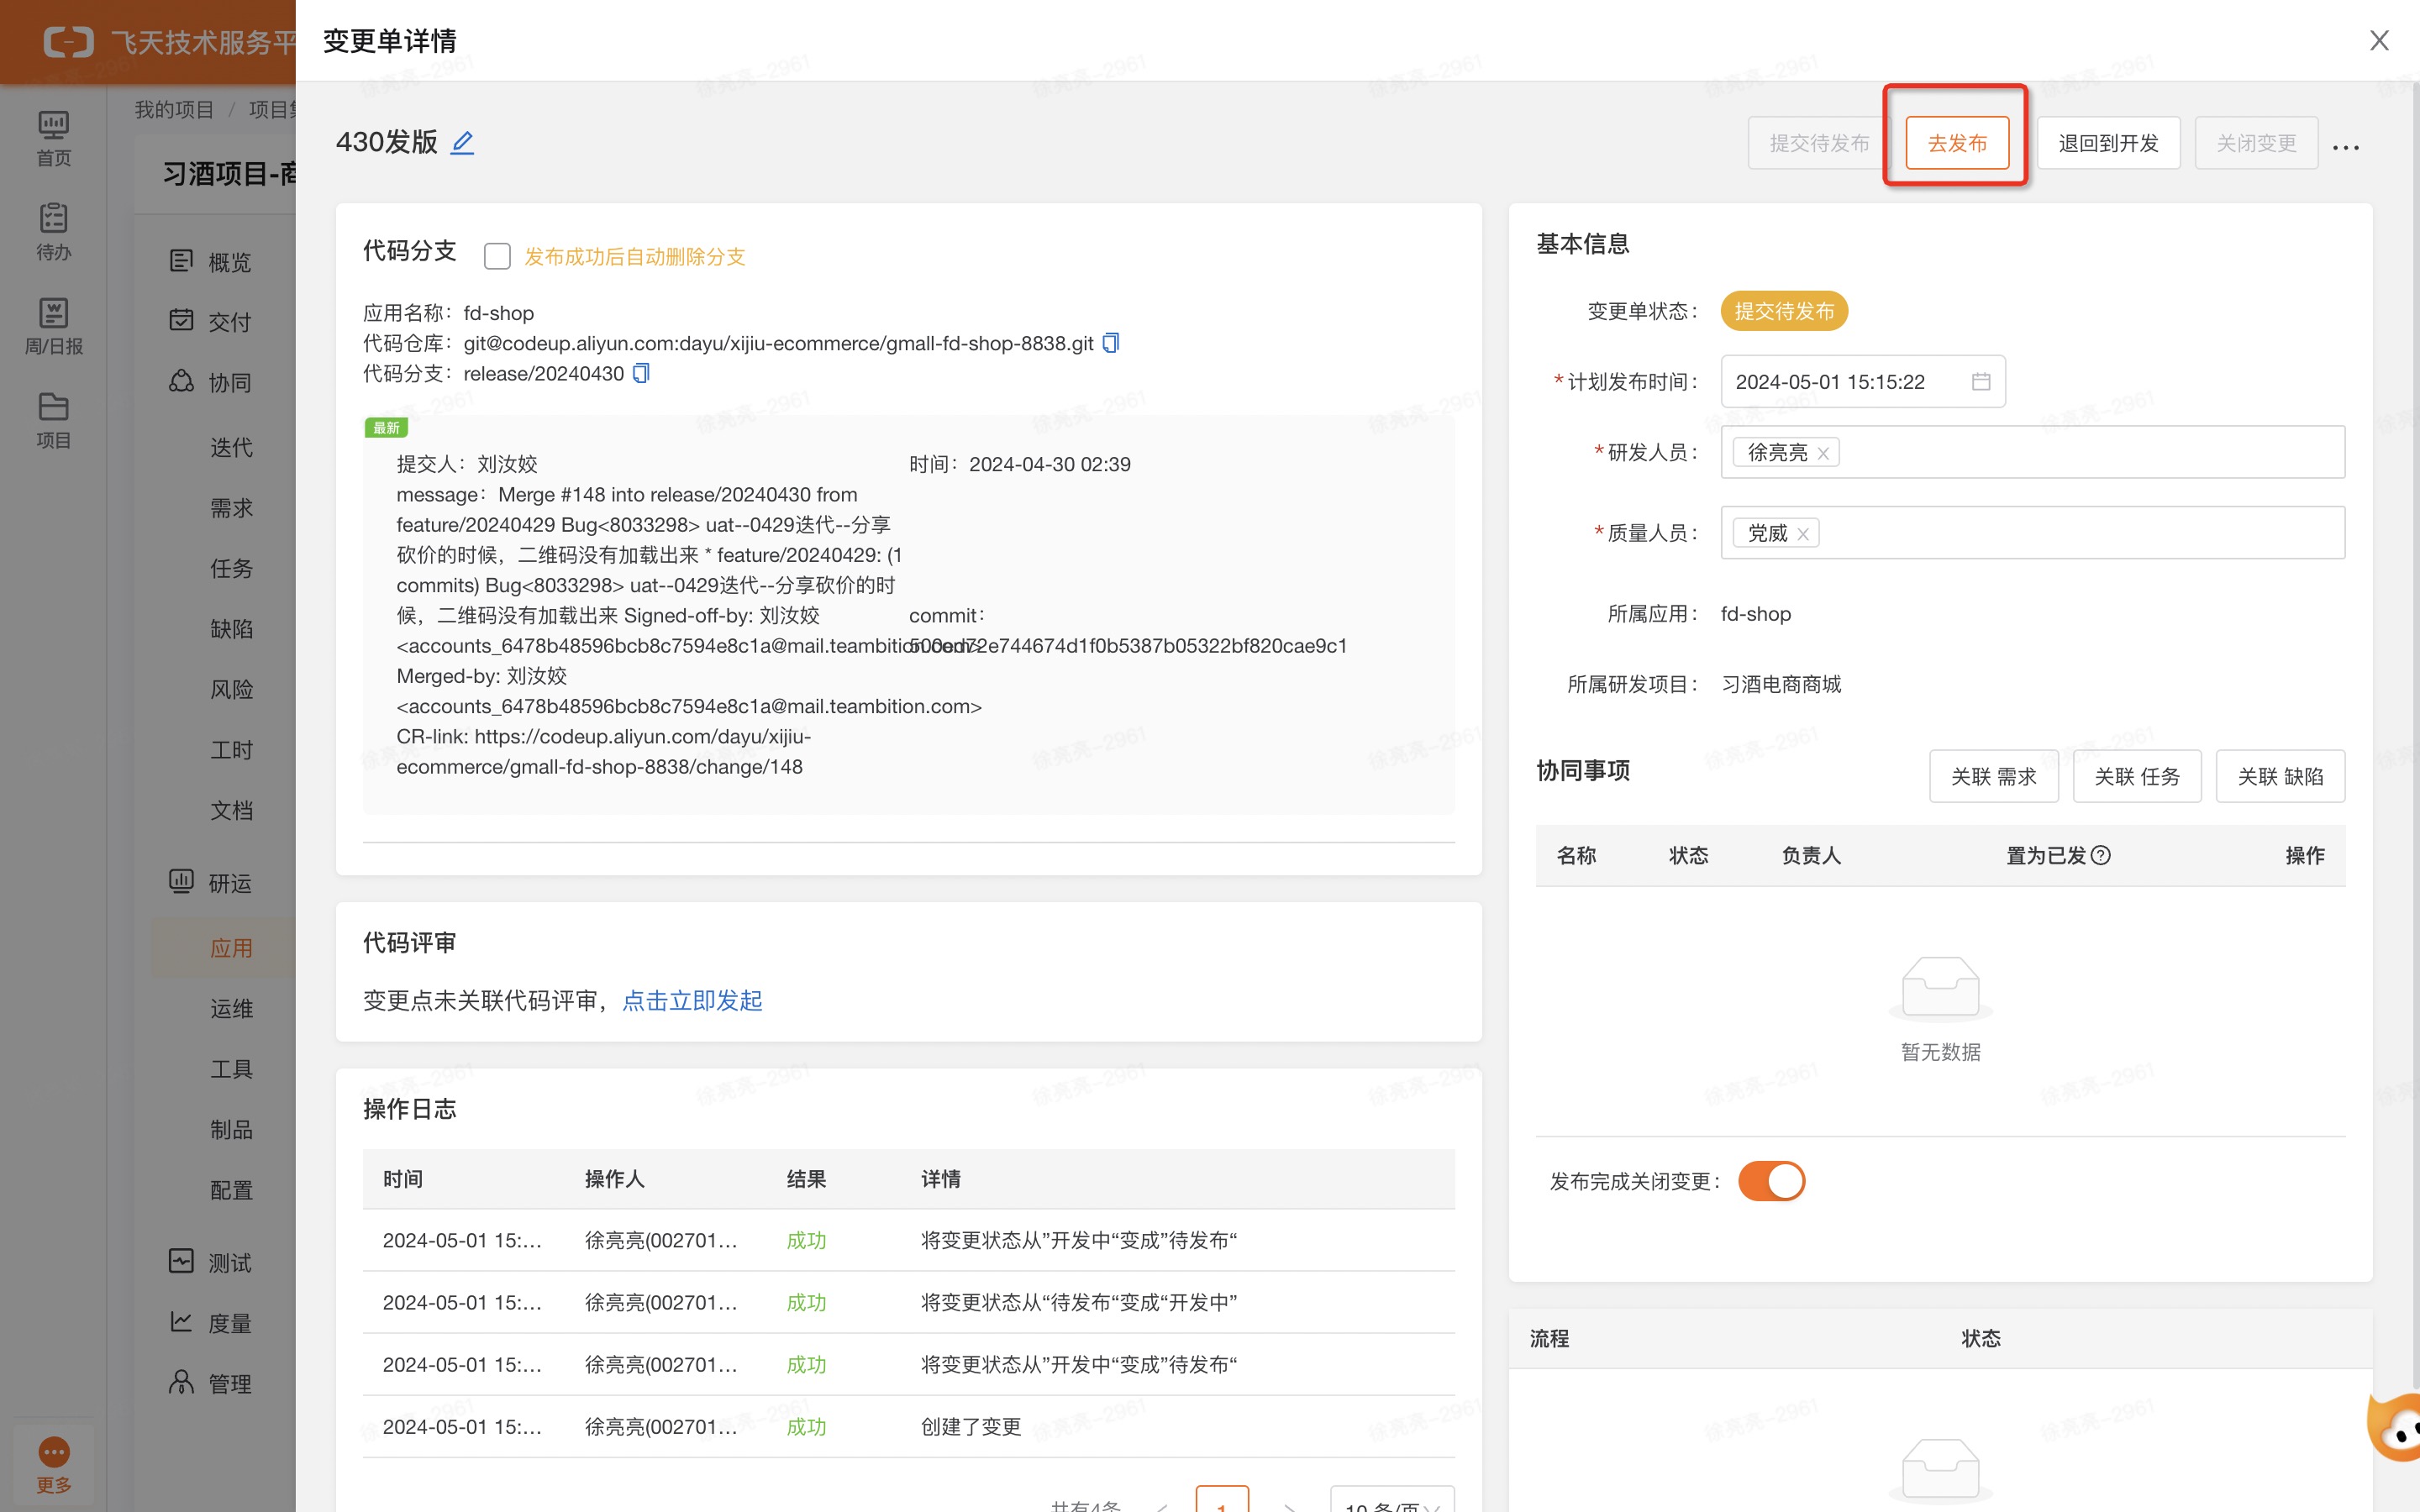 飞天技术服务平
变更单详情
首页
待办
周/日报
项目
更多
我的项目 / 项目集
习酒项目-商
概览
交付
协同
迭代
需求
任务
缺陷
风险
工时
文档
研运
应用
运维
工具
制品
配置
测试
度量
管理
430发版
提交待发布
去发布
退回到开发
关闭变更
...
代码分支
发布成功后自动删除分支
应用名称：fd-shop
代码仓库：git@codeup.aliyun.com:dayu/xijiu-ecommerce/gmall-fd-shop-8838.git
代码分支：release/20240430
最新
提交人：刘汝姣
时间：2024-04-30 02:39
message：Merge #148 into release/20240430 from
feature/20240429 Bug<8033298> uat--0429迭代--分享
砍价的时候，二维码没有加载出来 * feature/20240429: (1
commits) Bug<8033298> uat--0429迭代--分享砍价的时
候，二维码没有加载出来 Signed-off-by: 刘汝姣
<accounts_6478b48596bcb8c7594e8c1a@mail.teambition.com>
Merged-by: 刘汝姣
<accounts_6478b48596bcb8c7594e8c1a@mail.teambition.com>
CR-link: https://codeup.aliyun.com/dayu/xijiu-
ecommerce/gmall-fd-shop-8838/change/148
commit：
代码评审
变更点未关联代码评审，点击立即发起
操作日志
时间 操作人 结果 详情
2024-05-01 15:... 徐亮亮(002701... 成功 将变更状态从”开发中“变成”待发布“
2024-05-01 15:... 徐亮亮(002701... 成功 将变更状态从“待发布“变成“开发中”
2024-05-01 15:... 徐亮亮(002701... 成功 将变更状态从”开发中“变成”待发布“
2024-05-01 15:... 徐亮亮(002701... 成功 创建了变更
共有4条 < 1 > 10 条/页
基本信息
变更单状态：提交待发布
*计划发布时间：2024-05-01 15:15:22
*研发人员：徐亮亮
*质量人员：党威
所属应用：fd-shop
所属研发项目：习酒电商商城
协同事项
关联 需求
关联 任务
关联 缺陷
名称 状态 负责人 置为已发 操作
暂无数据
发布完成关闭变更：
流程 状态
徐亮亮-2961